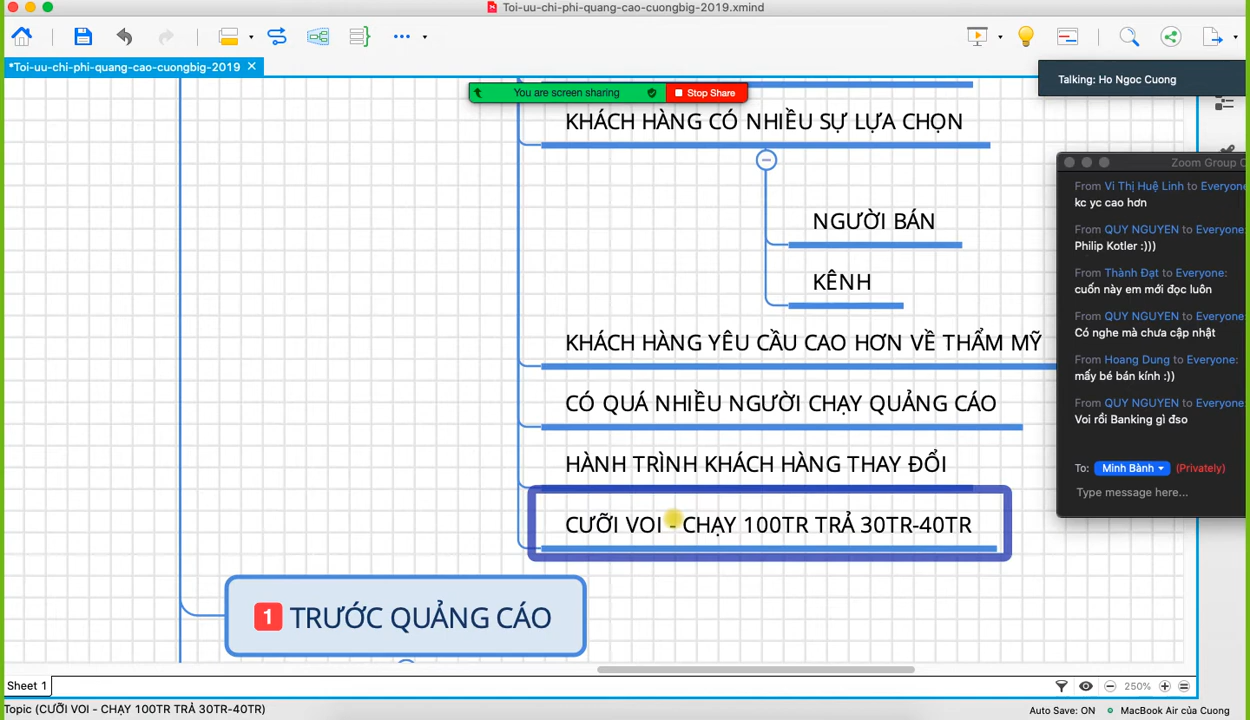 Toi-uu-chi-phi-quang-cao-cuongbig-2019.xmind
*Toi-uu-chi-phi-quang-cao-cuongbig-2019
Talking: Ho Ngoc Cuong
You are screen sharing
Stop Share
KHÁCH HÀNG CÓ NHIỀU SỰ LỰA CHỌN
NGƯỜI BÁN
KÊNH
KHÁCH HÀNG YÊU CẦU CAO HƠN VỀ THẨM MỸ
CÓ QUÁ NHIỀU NGƯỜI CHẠY QUẢNG CÁO
HÀNH TRÌNH KHÁCH HÀNG THAY ĐỔI
CƯỠI VOI - CHẠY 100TR TRẢ 30TR-40TR
1 TRƯỚC QUẢNG CÁO
Zoom Group C
From Vi Thị Huệ Linh to Everyone:
kc yc cao hơn
From QUY NGUYEN to Everyone:
Philip Kotler :)))
From Thành Đạt to Everyone:
cuốn này em mới đọc luôn
From QUY NGUYEN to Everyone:
Có nghe mà chưa cập nhật
From Hoang Dung to Everyone:
mấy bé bán kính :))
From QUY NGUYEN to Everyone:
Voi rồi Banking gì đso
To: Minh Bành (Privately)
Type message here...
Sheet 1
250%
Topic (CƯỠI VOI - CHẠY 100TR TRẢ 30TR-40TR)
Auto Save: ON
MacBook Air của Cuong